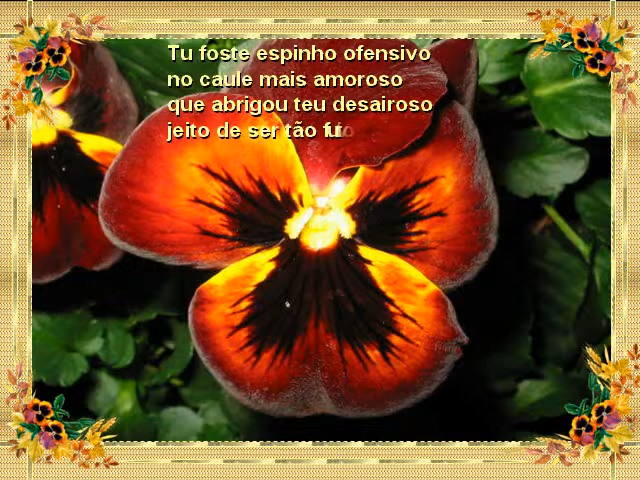 Tu foste espinho ofensivo
no caule mais amoroso
que abrigou teu desairoso
jeito de ser tão